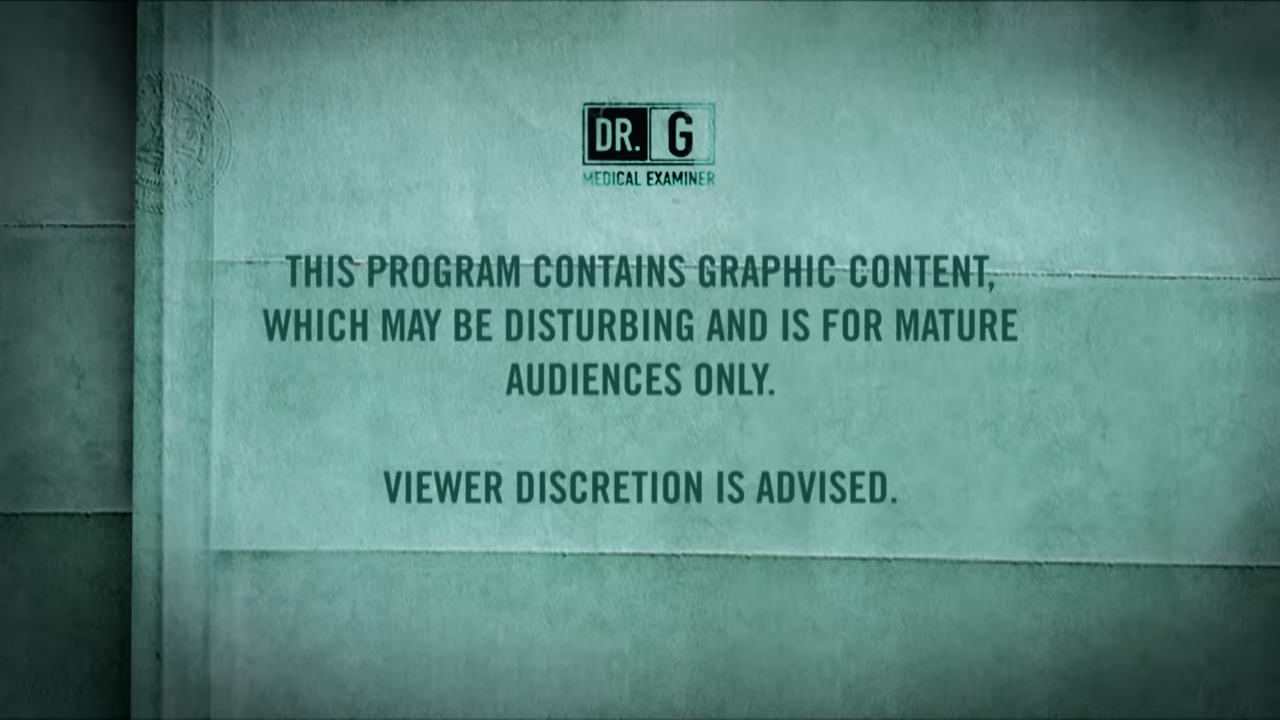 DR. G
MEDICAL EXAMINER
THIS PROGRAM CONTAINS GRAPHIC CONTENT,
WHICH MAY BE DISTURBING AND IS FOR MATURE
AUDIENCES ONLY.
VIEWER DISCRETION IS ADVISED.